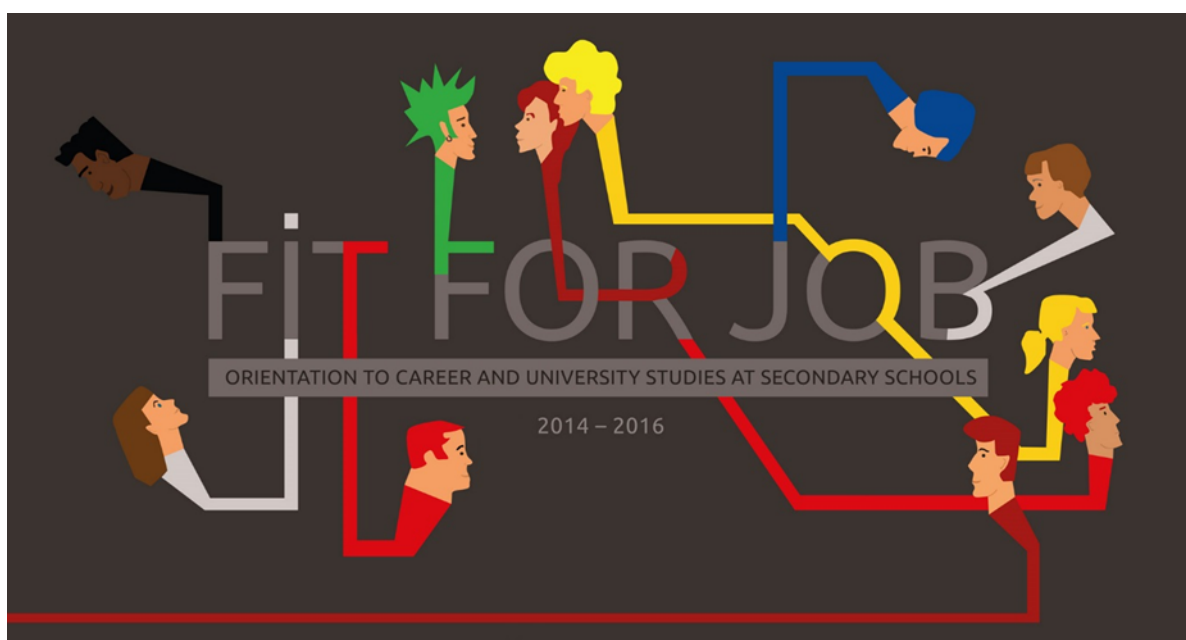 FiT FOR JOB
ORIENTATION TO CAREER AND UNIVERSITY STUDIES AT SECONDARY SCHOOLS
2014 – 2016